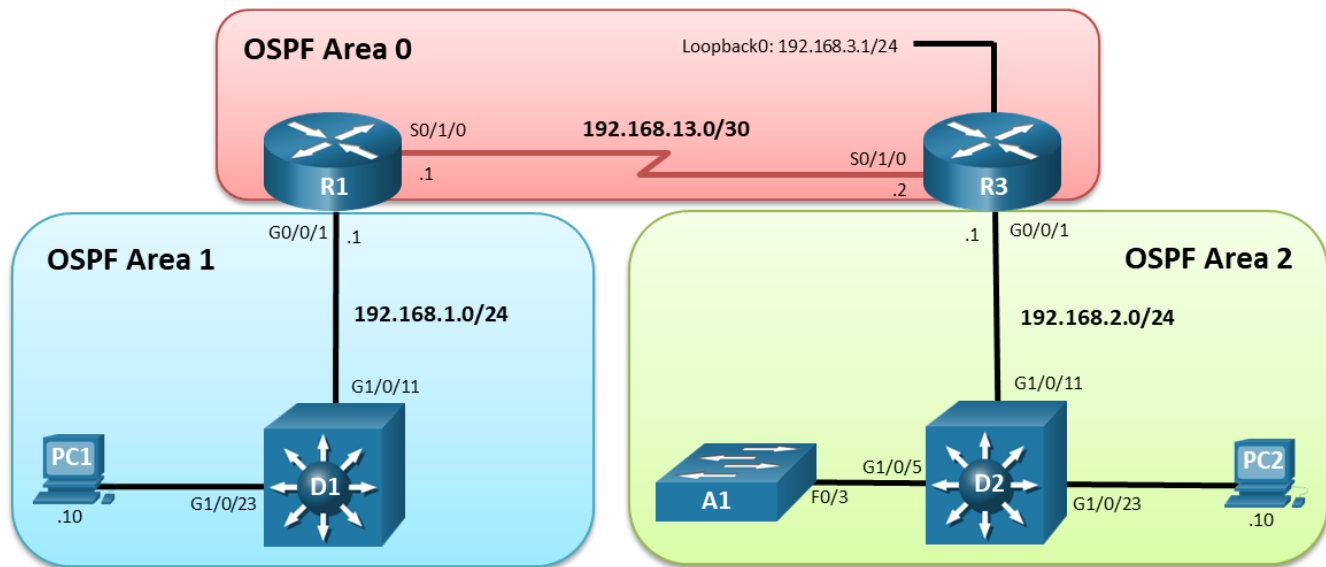 OSPF Area 0
Loopback0: 192.168.3.1/24
S0/1/0
192.168.13.0/30
S0/1/0
R1
.1
.2
R3
G0/0/1
.1
.1
G0/0/1
OSPF Area 1
OSPF Area 2
192.168.1.0/24
192.168.2.0/24
G1/0/11
G1/0/11
PC1
D1
G1/0/23
.10
G1/0/5
A1
F0/3
D2
PC2
G1/0/23
.10